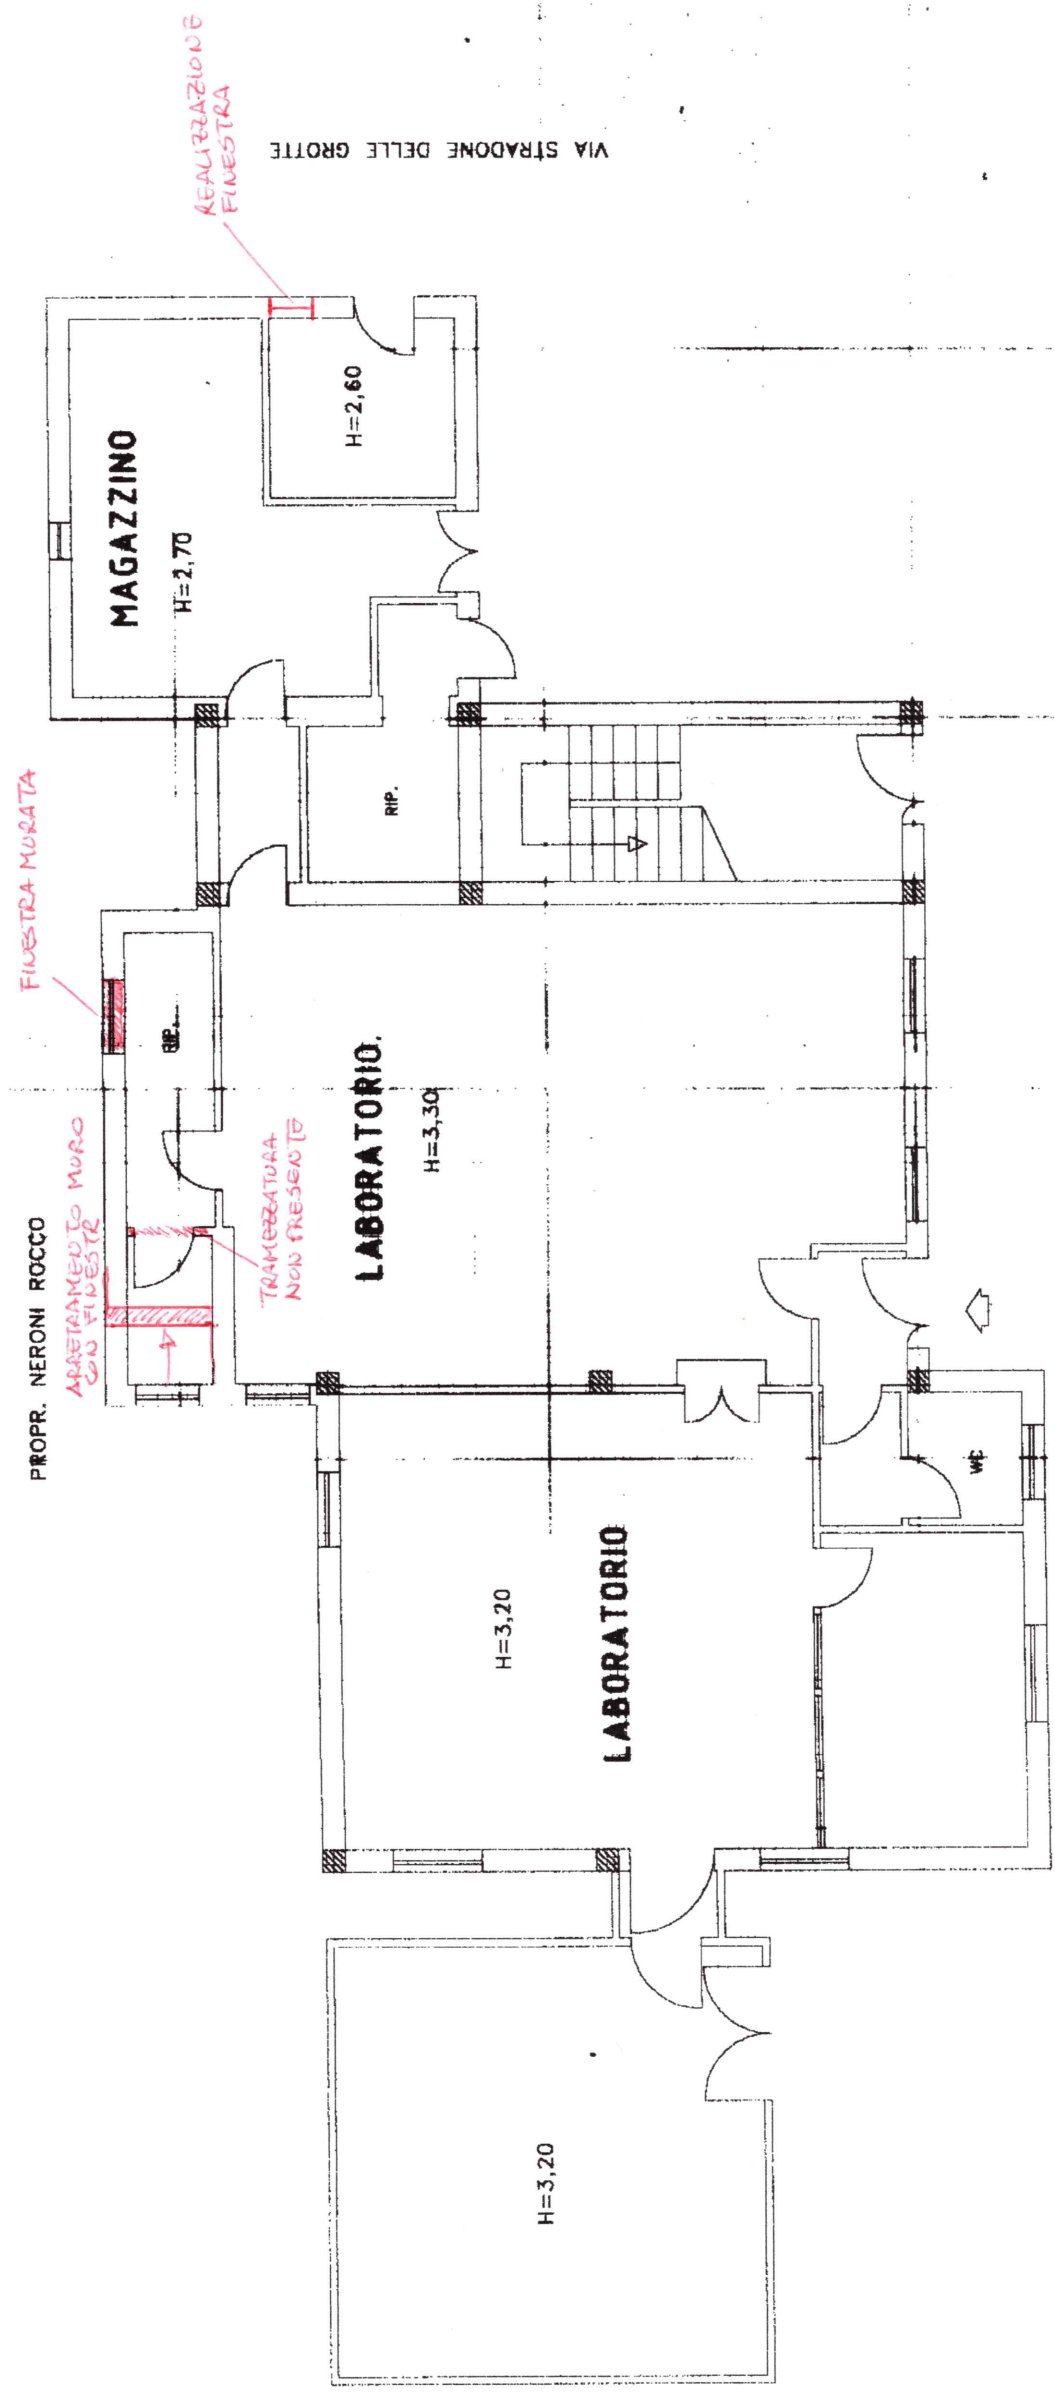 REALIZZAZIONE
FINESTRA
VIA STRADONE DELLE GROTTE
MAGAZZINO
H=2,70
H=2,60
FINESTRA MURATA
RIP.
RIP.
PROPR. NERONI ROCCO
ARRETRAMENTO MURO
CON FINESTR
TRAMEZZATURA
NON PRESENTE
LABORATORIO.
H=3,30
WC
H=3,20
LABORATORIO
H=3,20